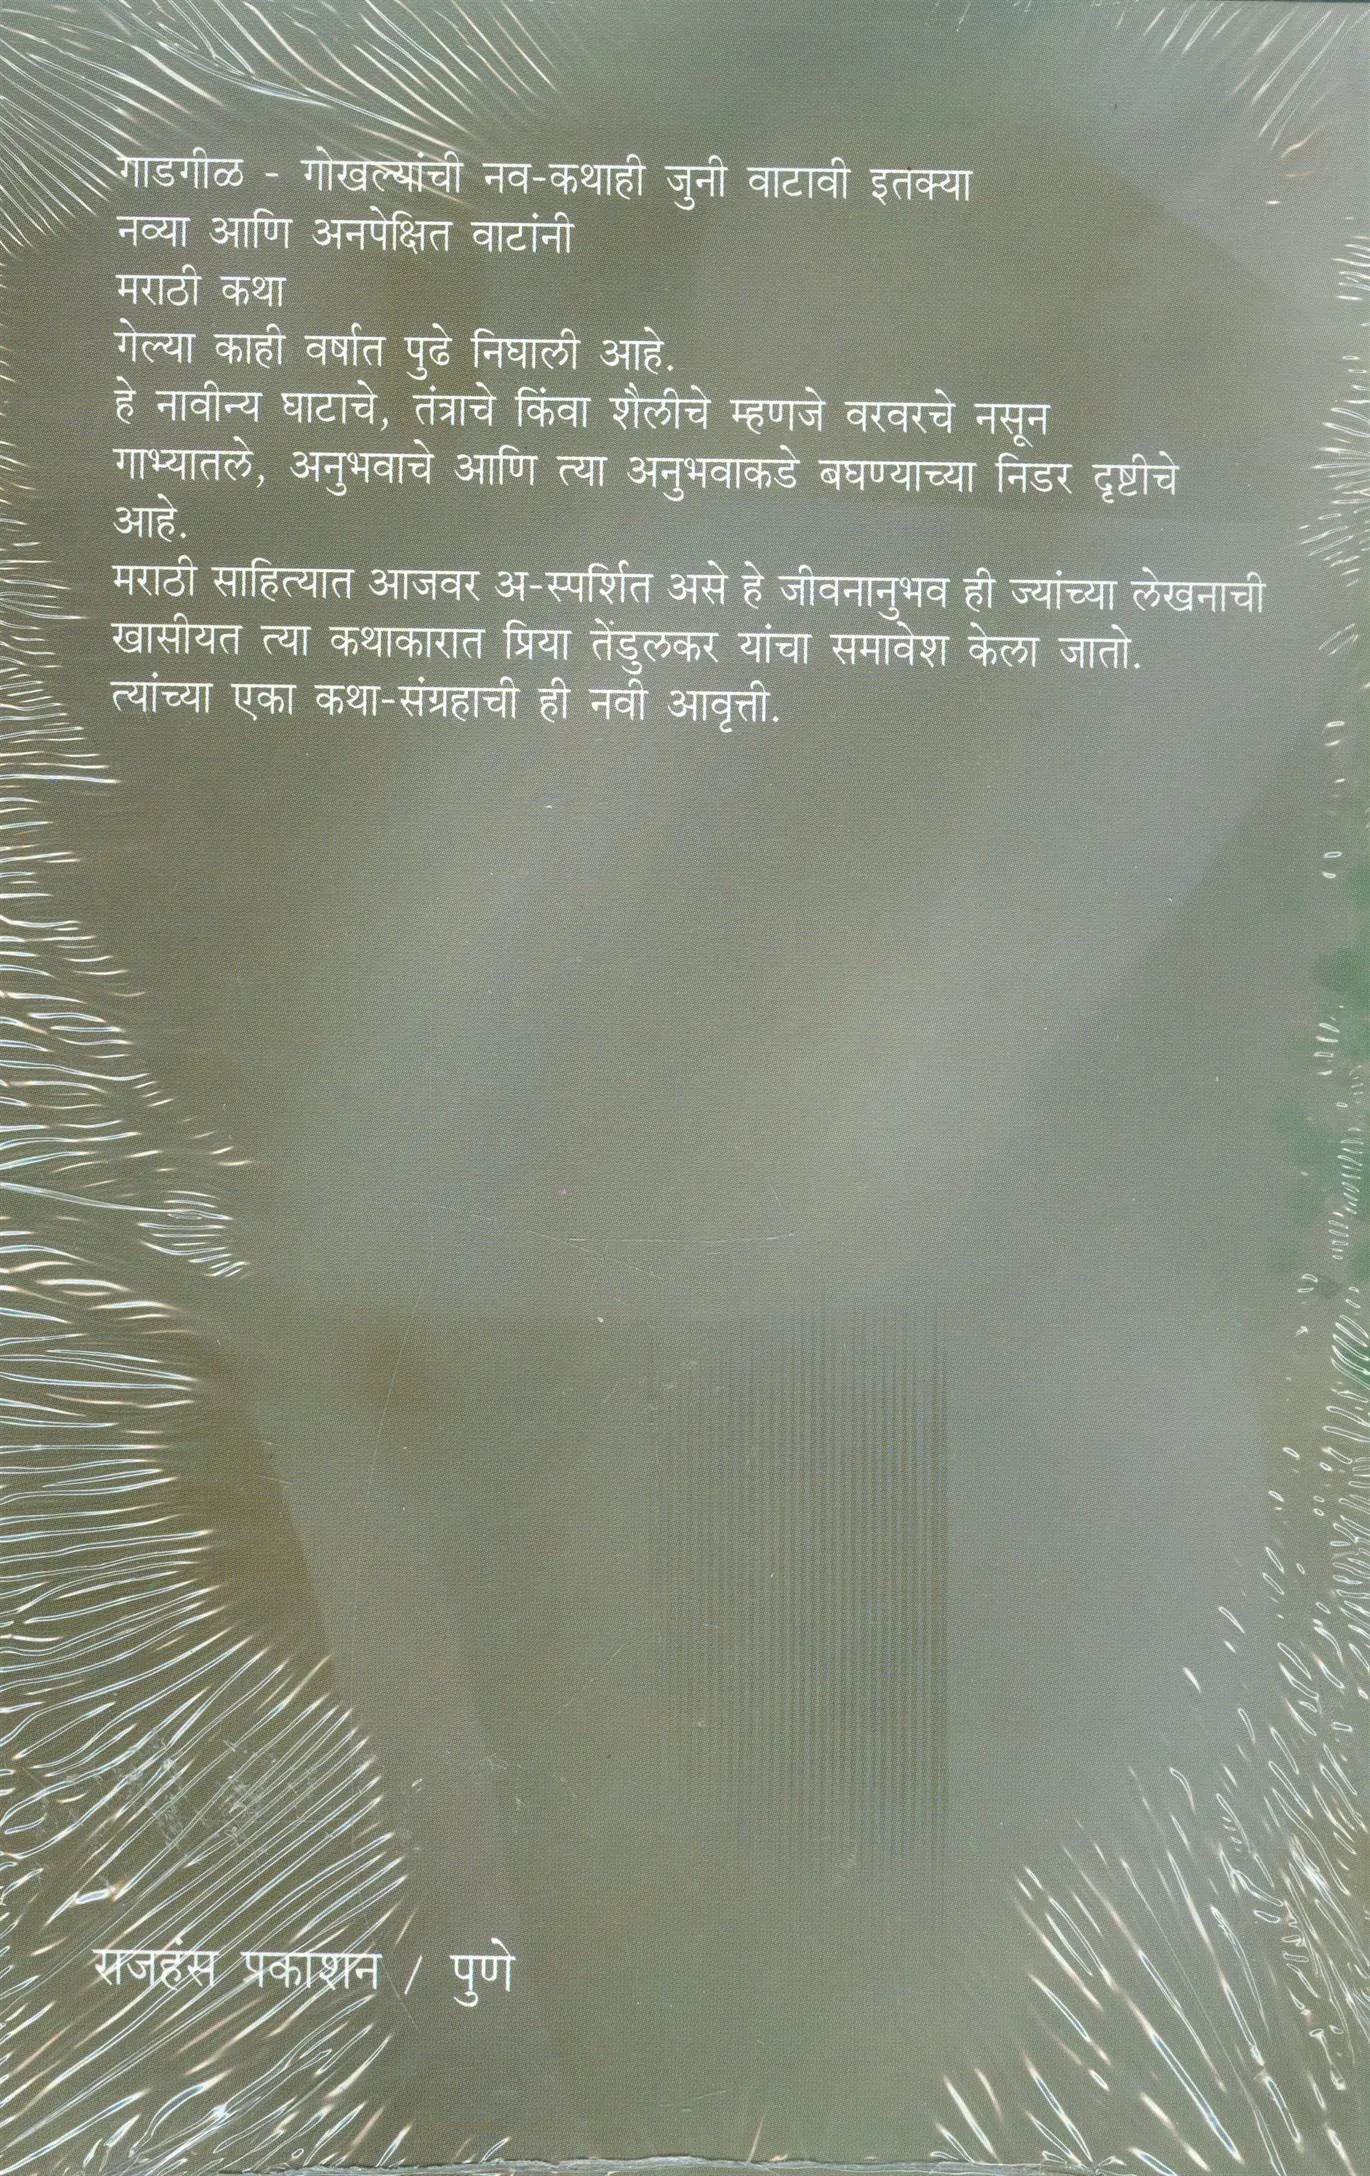 गाडगीळ - गोखल्यांची नव-कथाही जुनी वाटावी इतक्या
नव्या आणि अनपेक्षित वाटांनी
मराठी कथा
गेल्या काही वर्षात पुढे निघाली आहे.
हे नावीन्य घाटाचे, तंत्राचे किंवा शैलीचे म्हणजे वरवरचे नसून
गाभ्यातले, अनुभवाचे आणि त्या अनुभवाकडे बघण्याच्या निडर दृष्टीचे
आहे.
मराठी साहित्यात आजवर अ-स्पर्शित असे हे जीवनानुभव ही ज्यांच्या लेखनाची
खासीयत त्या कथाकारात प्रिया तेंडुलकर यांचा समावेश केला जातो.
त्यांच्या एका कथा-संग्रहाची ही नवी आवृत्ती.
राजहंस प्रकाशन / पुणे